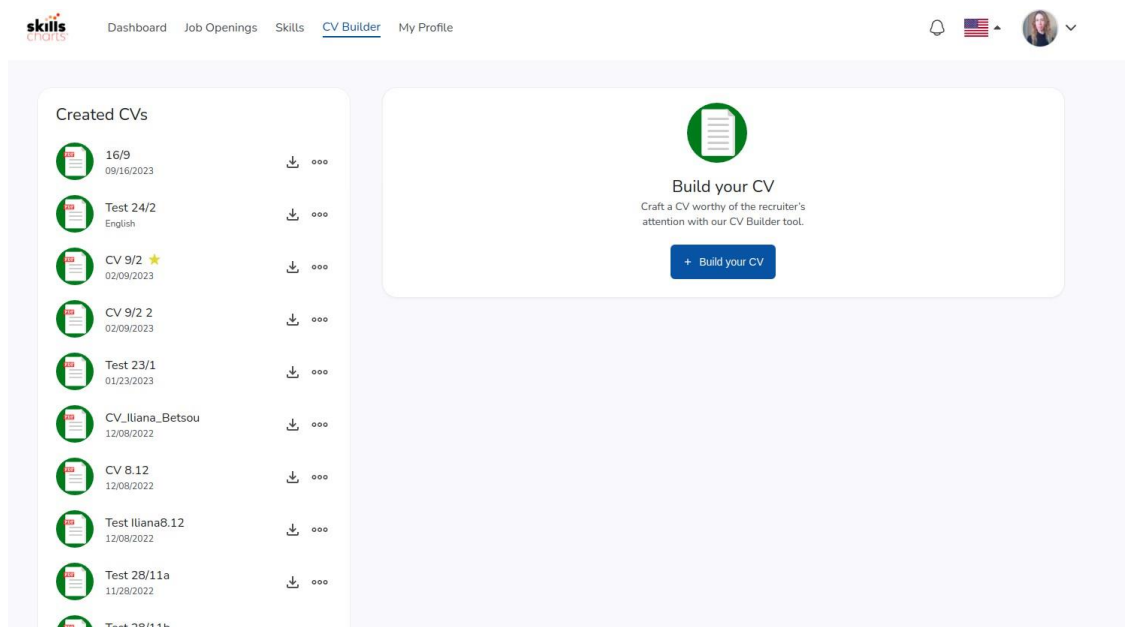 skills
charts
Dashboard
Job Openings
Skills
CV Builder
My Profile
Created CVs
16/9
09/16/2023
Test 24/2
English
CV 9/2
02/09/2023
CV 9/2 2
02/09/2023
Test 23/1
01/23/2023
CV_Iliana_Betsou
12/08/2022
CV 8.12
12/08/2022
Test Iliana8.12
12/08/2022
Test 28/11a
11/28/2022
Test 28/11b
Build your CV
Craft a CV worthy of the recruiter's
attention with our CV Builder tool.
+ Build your CV